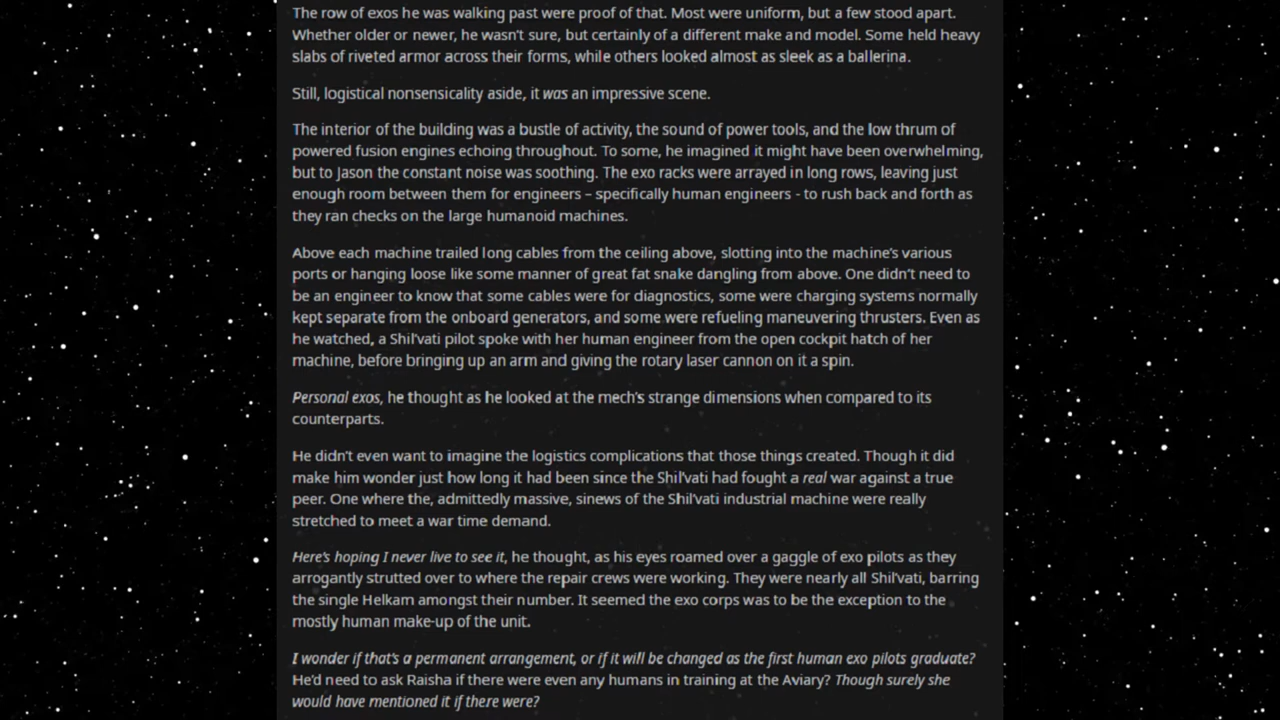 The row of exos he was walking past were proof of that. Most were uniform, but a few stood apart.
Whether older or newer, he wasn't sure, but certainly of a different make and model. Some held heavy
slabs of riveted armor across their forms, while others looked almost as sleek as a ballerina.
Still, logistical nonsensicality aside, it was an impressive scene.
The interior of the building was a bustle of activity, the sound of power tools, and the low thrum of
powered fusion engines echoing throughout. To some, he imagined it might have been overwhelming,
but to Jason the constant noise was soothing. The exo racks were arrayed in long rows, leaving just
enough room between them for engineers – specifically human engineers - to rush back and forth as
they ran checks on the large humanoid machines.
Above each machine trailed long cables from the ceiling above, slotting into the machine's various
ports or hanging loose like some manner of great fat snake dangling from above. One didn't need to
be an engineer to know that some cables were for diagnostics, some were charging systems normally
kept separate from the onboard generators, and some were refueling maneuvering thrusters. Even as
he watched, a Shil'vati pilot spoke with her human engineer from the open cockpit hatch of her
machine, before bringing up an arm and giving the rotary laser cannon on it a spin.
Personal exos, he thought as he looked at the mech's strange dimensions when compared to its
counterparts.
He didn't even want to imagine the logistics complications that those things created. Though it did
make him wonder just how long it had been since the Shil'vati had fought a real war against a true
peer. One where the, admittedly massive, sinews of the Shil'vati industrial machine were really
stretched to meet a war time demand.
Here's hoping I never live to see it, he thought, as his eyes roamed over a gaggle of exo pilots as they
arrogantly strutted over to where the repair crews were working. They were nearly all Shil'vati, barring
the single Helkam amongst their number. It seemed the exo corps was to be the exception to the
mostly human make-up of the unit.
I wonder if that's a permanent arrangement, or if it will be changed as the first human exo pilots graduate?
He'd need to ask Raisha if there were even any humans in training at the Aviary? Though surely she
would have mentioned it if there were?